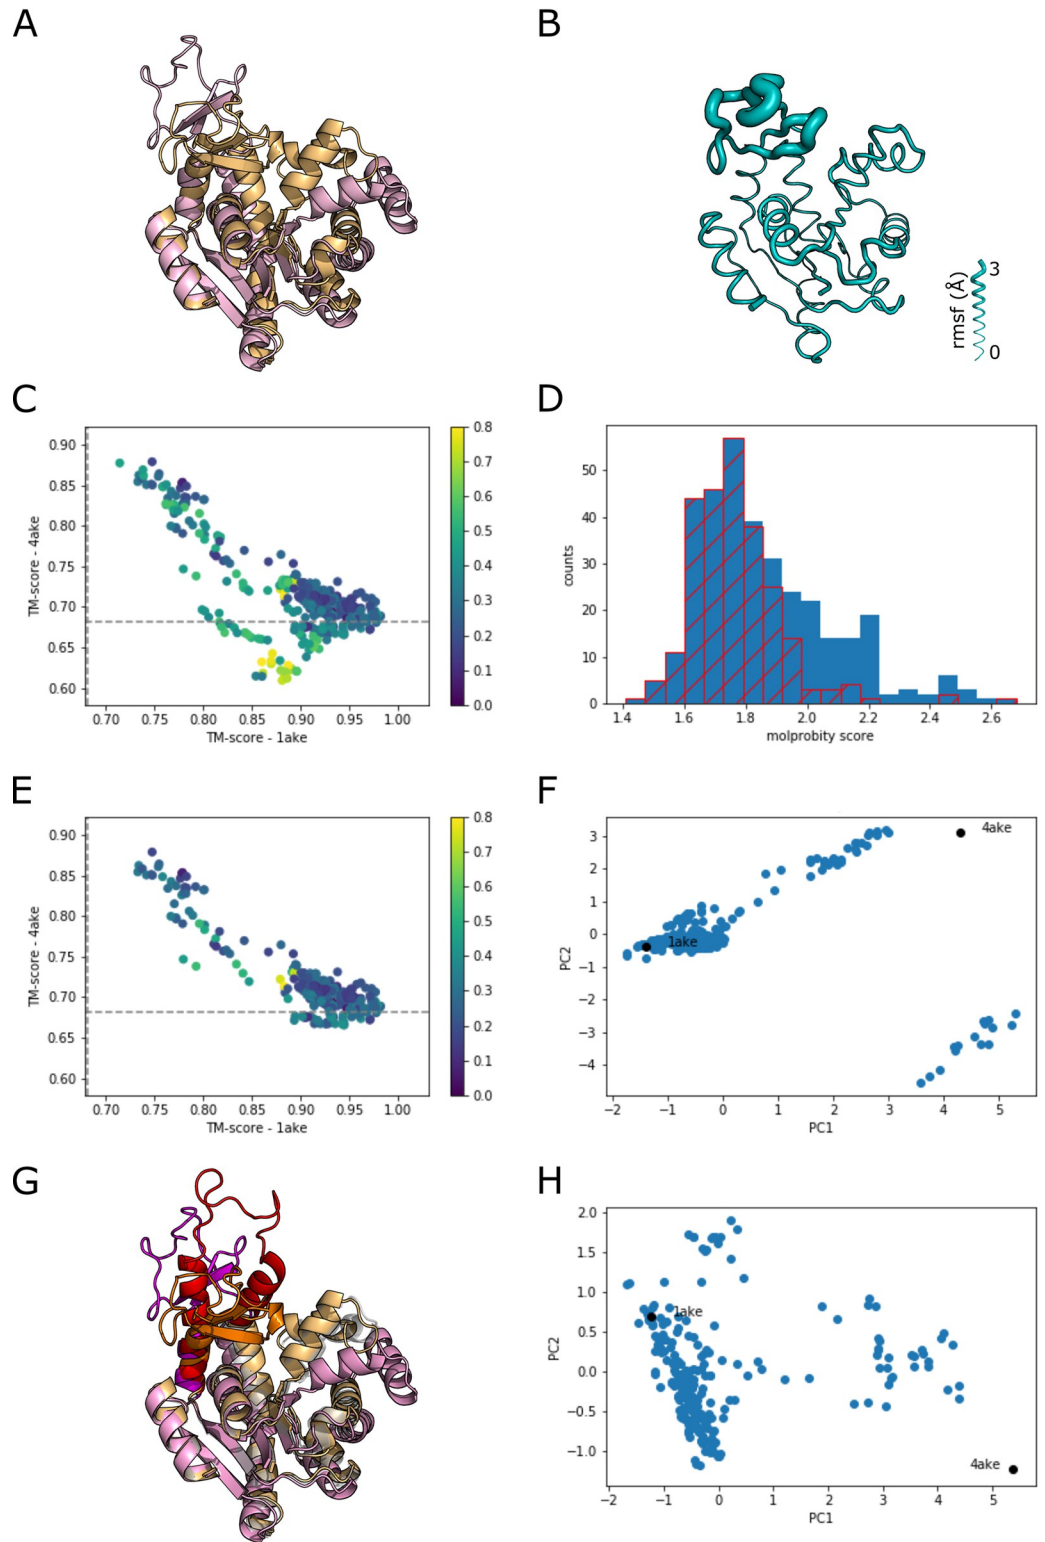 A
B
rmsf (Å)
3
0
C
TM-score - 4ake
0.90
0.85
0.80
0.75
0.70
0.65
0.60
0.70 0.75 0.80 0.85 0.90 0.95 1.00
TM-score - 1ake
0.8
0.7
0.6
0.5
0.4
0.3
0.2
0.1
0.0
D
counts
50
40
30
20
10
0
1.4 1.6 1.8 2.0 2.2 2.4 2.6
molprobity score
E
TM-score - 4ake
0.90
0.85
0.80
0.75
0.70
0.65
0.60
0.70 0.75 0.80 0.85 0.90 0.95 1.00
TM-score - 1ake
0.8
0.7
0.6
0.5
0.4
0.3
0.2
0.1
0.0
F
PC2
3
2
1
0
−1
−2
−3
−4
4ake
1ake
−2 −1 0 1 2 3 4 5
PC1
G
H
PC2
2.0
1.5
1.0
0.5
0.0
−0.5
−1.0
1ake
4ake
−2 −1 0 1 2 3 4 5
PC1